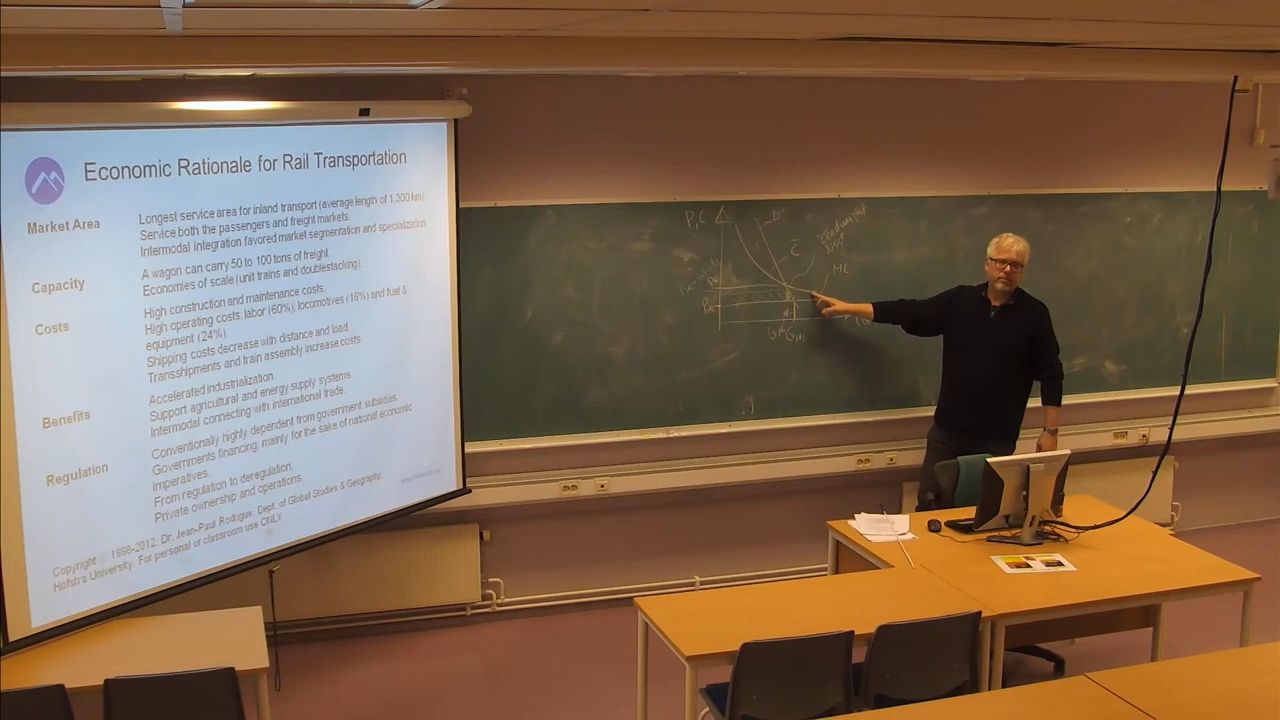 Economic Rationale for Rail Transportation
Market Area
Longest service area for inland transport (average length of 1,300 km).
Service both the passengers and freight markets.
Intermodal integration favored market segmentation and specialization
Capacity
A wagon can carry 50 to 100 tons of freight.
Economies of scale (unit trains and doublestacking).
Costs
High construction and maintenance costs.
High operating costs: labor (60%), locomotives (16%) and fuel &
equipment (24%).
Shipping costs decrease with distance and load.
Transshipments and train assembly increase costs.
Benefits
Accelerated industrialization.
Support agricultural and energy supply systems
Intermodal connecting with international trade.
Regulation
Conventionally highly dependent from government subsidies.
Governments financing, mainly for the sake of national economic
imperatives.
From regulation to deregulation.
Private ownership and operations
Copyright © 1998-2012, Dr. Jean-Paul Rodrigue, Dept. of Global Studies & Geography,
Hofstra University. For personal or classroom use ONLY.
P,C
D
Deadweight
loss